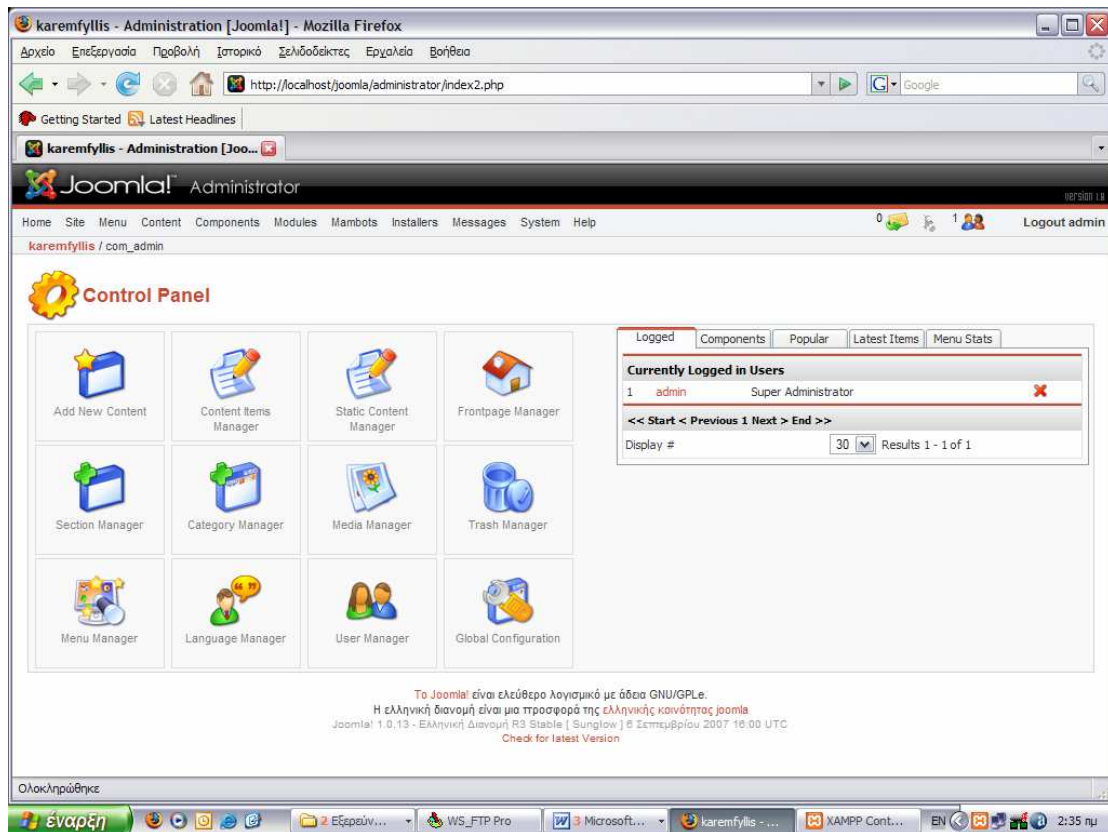 karemfyllis - Administration [Joomla!] - Mozilla Firefox
Αρχείο Επεξεργασία Προβολή Ιστορικό Σελιδοδείκτες Εργαλεία Βοήθεια
http://localhost/joomla/administrator/index2.php Google
Getting Started Latest Headlines
karemfyllis - Administration [Joo...
Joomla! Administrator
version 1.0
Home Site Menu Content Components Modules Mambots Installers Messages System Help 0 1 Logout admin
karemfyllis / com_admin
Control Panel
Logged Components Popular Latest Items Menu Stats
Currently Logged in Users
1 admin Super Administrator
<< Start < Previous 1 Next > End >>
Display # 30 Results 1 - 1 of 1
Add New Content Content Items Manager Static Content Manager Frontpage Manager
Section Manager Category Manager Media Manager Trash Manager
Menu Manager Language Manager User Manager Global Configuration
Το Joomla! είναι ελεύθερο λογισμικό με άδεια GNU/GPLe.
Η ελληνική διανομή είναι μια προσφορά της ελληνικής κοινότητας joomla
Joomla! 1.0.13 - Ελληνική Διανομή R3 Stable [ Sunglow ] 6 Σεπτεμβρίου 2007 16:00 UTC
Check for latest Version
Ολοκληρώθηκε
έναρξη 2 Εξερεύν... WS_FTP Pro 3 Microsoft... karemfyllis - ... XAMPP Cont... EN 2:35 πμ